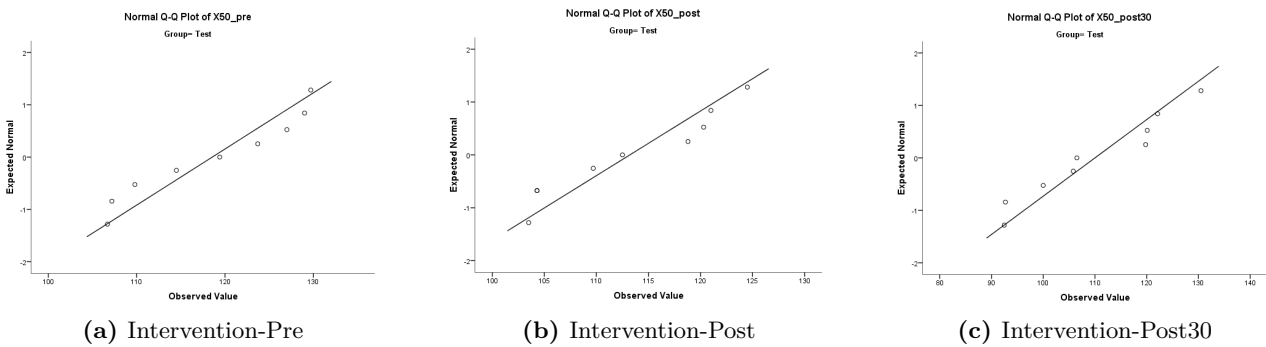 Normal Q-Q Plot of X50_pre
Group= Test
Expected Normal
2
1
0
-1
-2
100
110
120
130
Observed Value
(a) Intervention-Pre
Normal Q-Q Plot of X50_post
Group= Test
Expected Normal
2
1
0
-1
-2
100
105
110
115
120
125
130
Observed Value
(b) Intervention-Post
Normal Q-Q Plot of X50_post30
Group= Test
Expected Normal
2
1
0
-1
-2
80
90
100
110
120
130
140
Observed Value
(c) Intervention-Post30